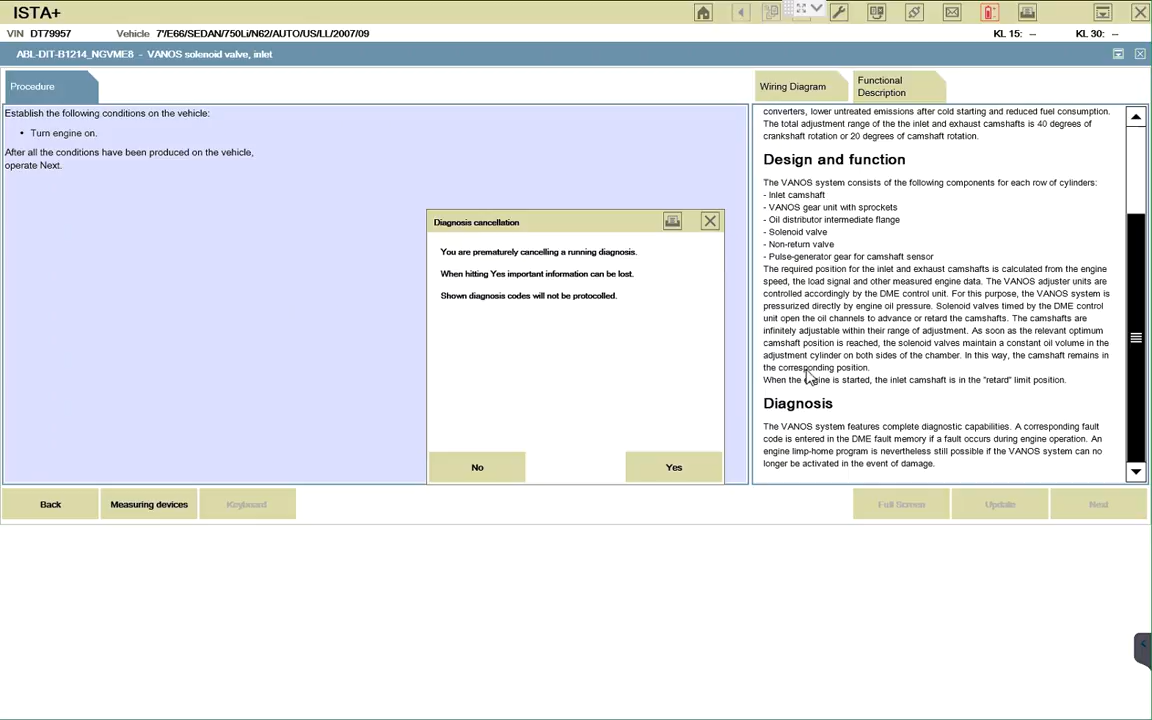 ISTA+
VIN DT79957 Vehicle 7'/E66/SEDAN/750Li/N62/AUTO/US/LL/2007/09 KL 15: -- KL 30: --
ABL-DIT-B1214_NGVME8 - VANOS solenoid valve, inlet
Procedure
Establish the following conditions on the vehicle:
• Turn engine on.
After all the conditions have been produced on the vehicle,
operate Next.
Diagnosis cancellation
You are prematurely cancelling a running diagnosis.
When hitting Yes important information can be lost.
Shown diagnosis codes will not be protocolled.
No Yes
Wiring Diagram
Functional
Description
converters, lower untreated emissions after cold starting and reduced fuel consumption.
The total adjustment range of the the inlet and exhaust camshafts is 40 degrees of
crankshaft rotation or 20 degrees of camshaft rotation.
Design and function
The VANOS system consists of the following components for each row of cylinders:
- Inlet camshaft
- VANOS gear unit with sprockets
- Oil distributor intermediate flange
- Solenoid valve
- Non-return valve
- Pulse-generator gear for camshaft sensor
The required position for the inlet and exhaust camshafts is calculated from the engine
speed, the load signal and other measured engine data. The VANOS adjuster units are
controlled accordingly by the DME control unit. For this purpose, the VANOS system is
pressurized directly by engine oil pressure. Solenoid valves timed by the DME control
unit open the oil channels to advance or retard the camshafts. The camshafts are
infinitely adjustable within their range of adjustment. As soon as the relevant optimum
camshaft position is reached, the solenoid valves maintain a constant oil volume in the
adjustment cylinder on both sides of the chamber. In this way, the camshaft remains in
the corresponding position.
When the engine is started, the inlet camshaft is in the "retard" limit position.
Diagnosis
The VANOS system features complete diagnostic capabilities. A corresponding fault
code is entered in the DME fault memory if a fault occurs during engine operation. An
engine limp-home program is nevertheless still possible if the VANOS system can no
longer be activated in the event of damage.
Back Measuring devices Keyboard Full Screen Update Next